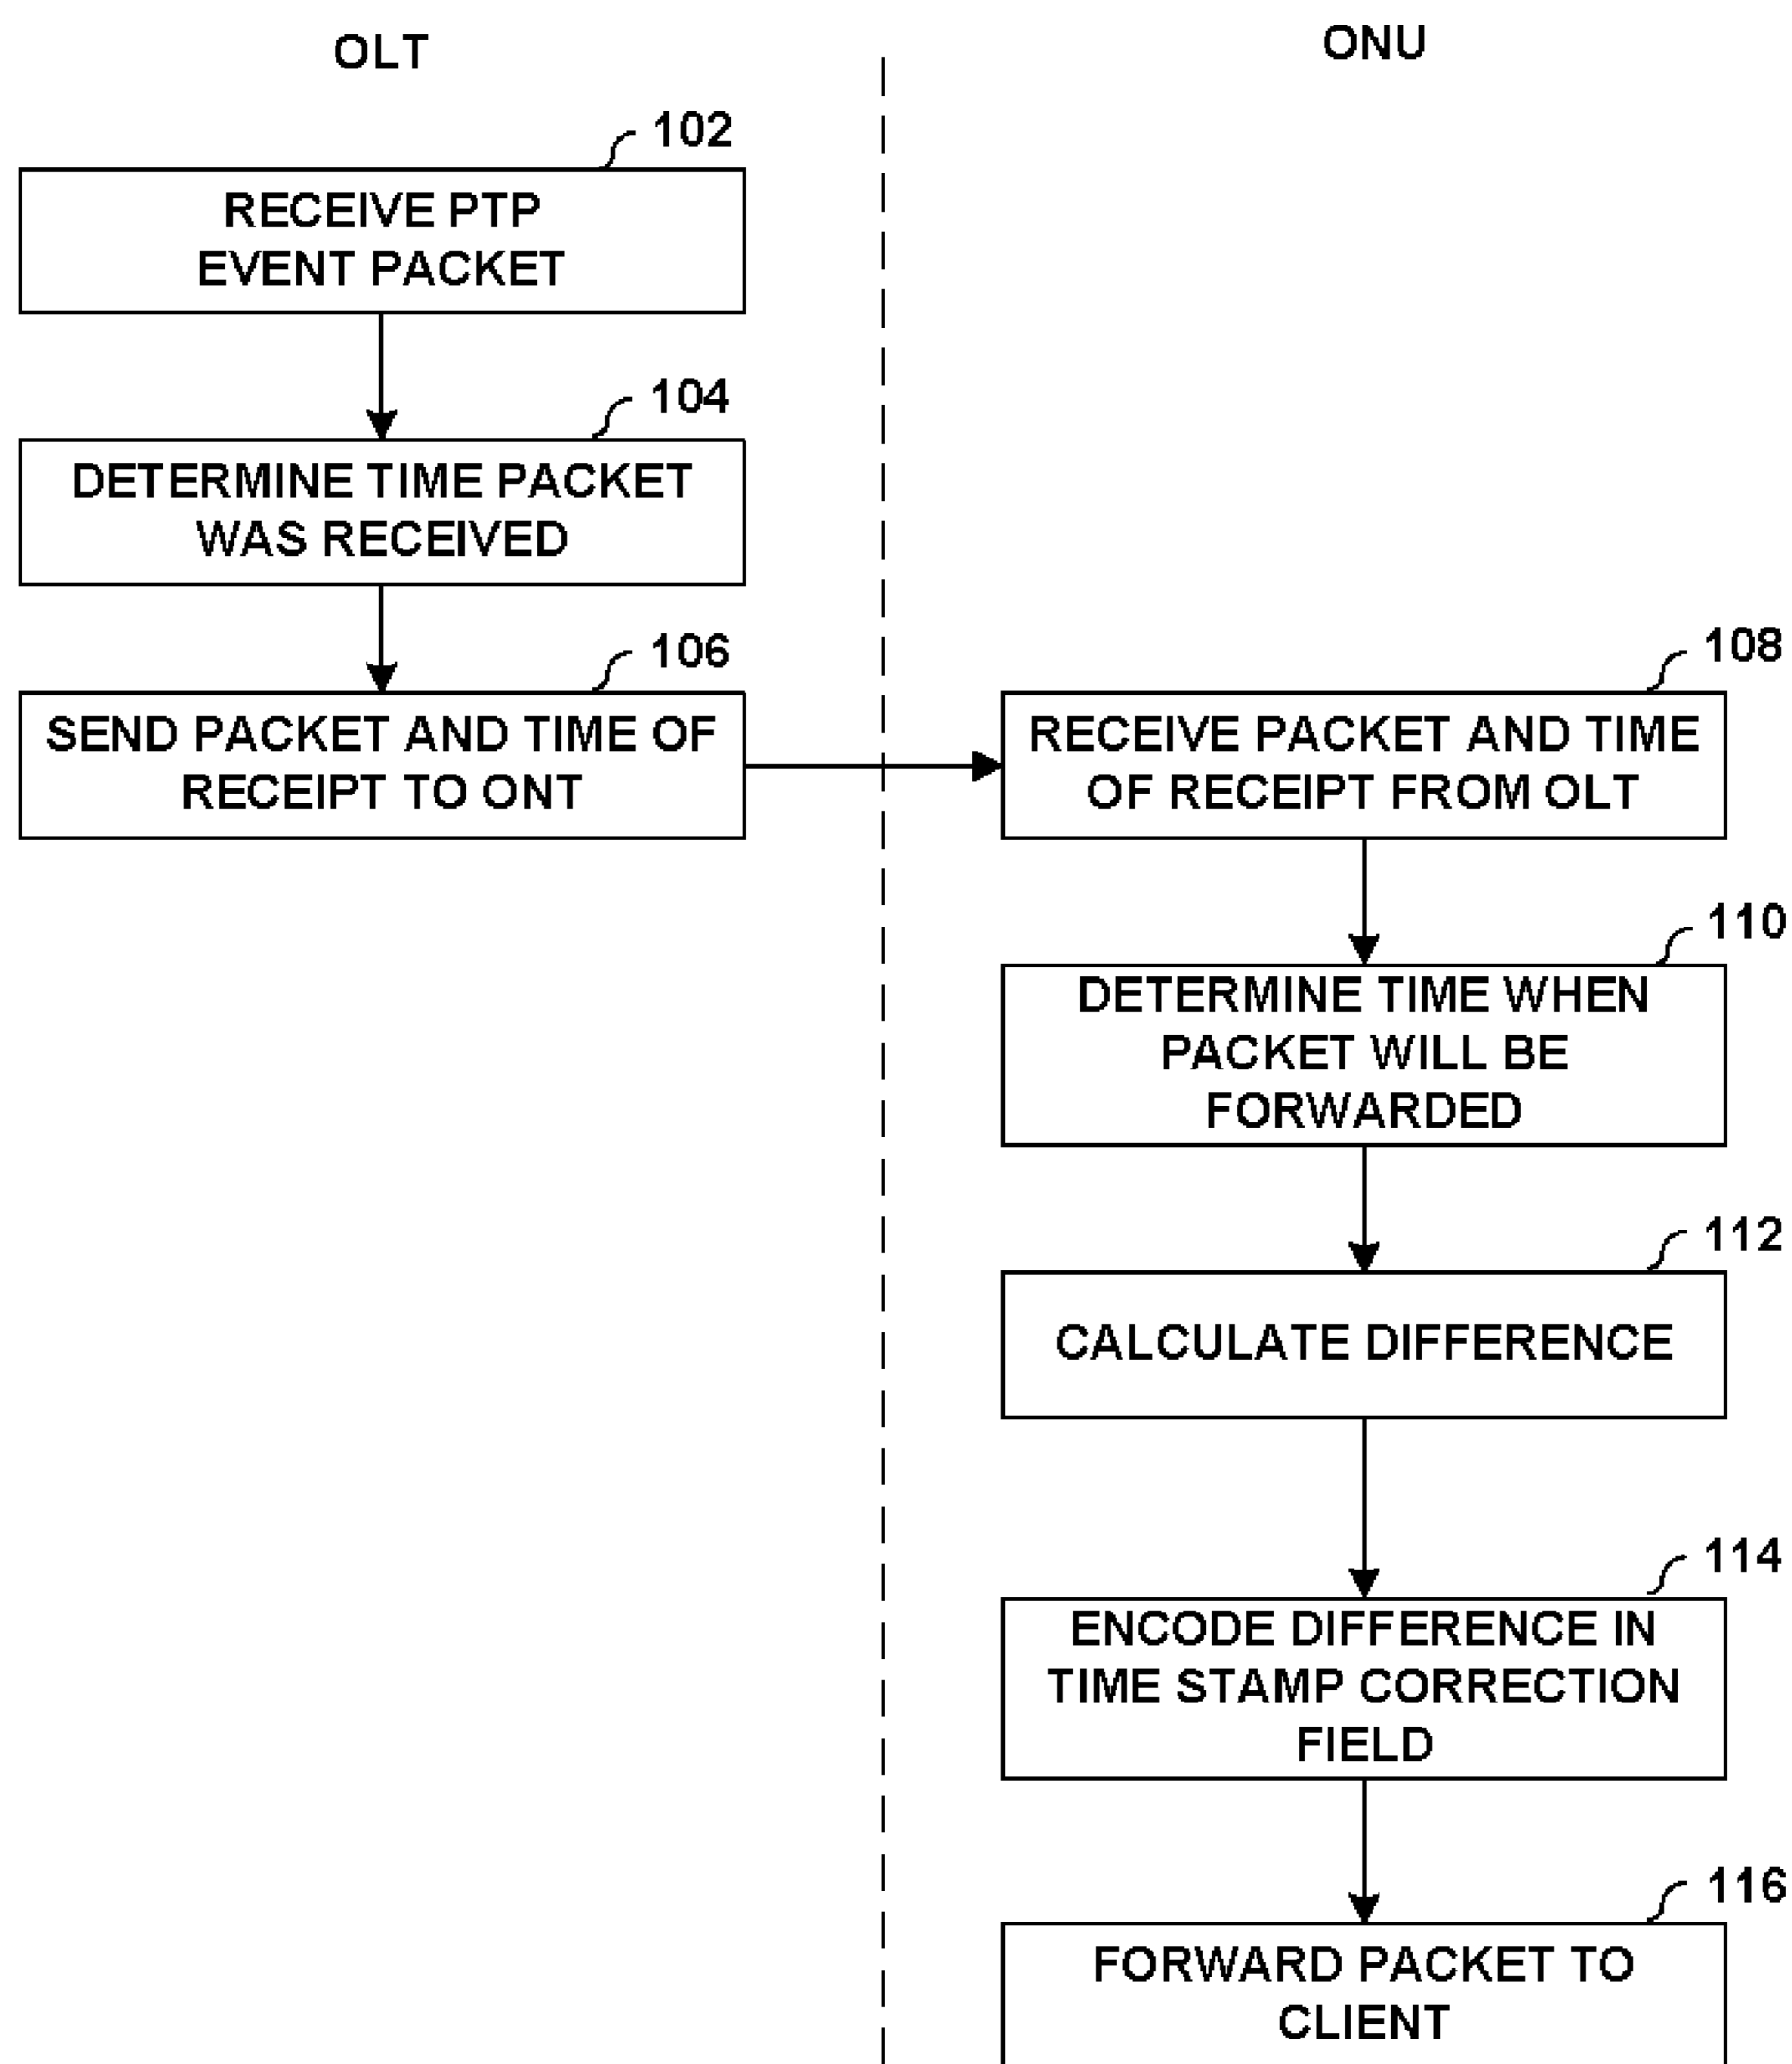 OLT
ONU
102
RECEIVE PTP
EVENT PACKET
104
DETERMINE TIME PACKET
WAS RECEIVED
106
SEND PACKET AND TIME OF
RECEIPT TO ONT
108
RECEIVE PACKET AND TIME
OF RECEIPT FROM OLT
110
DETERMINE TIME WHEN
PACKET WILL BE
FORWARDED
112
CALCULATE DIFFERENCE
114
ENCODE DIFFERENCE IN
TIME STAMP CORRECTION
FIELD
116
FORWARD PACKET TO
CLIENT